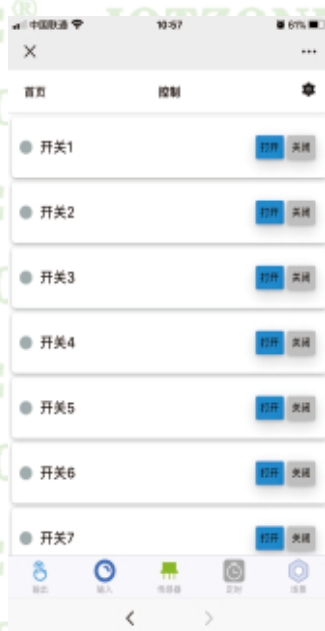 IOTZONE
®
中国联通 10:57 61%
首页 控制
开关1 打开 关闭
开关2 打开 关闭
开关3 打开 关闭
开关4 打开 关闭
开关5 打开 关闭
开关6 打开 关闭
开关7 打开 关闭
输出 输入 传感器 定时 场景